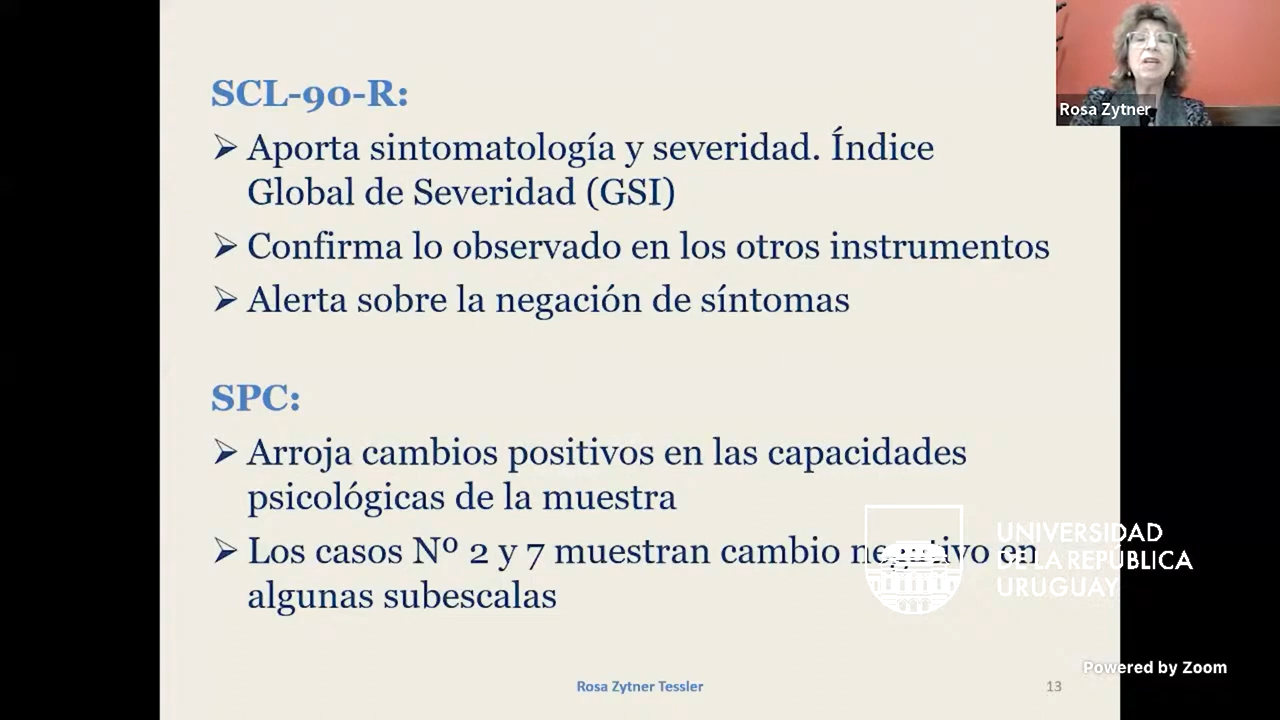 SCL-90-R:
➢ Aporta sintomatología y severidad. Índice
Global de Severidad (GSI)
➢ Confirma lo observado en los otros instrumentos
➢ Alerta sobre la negación de síntomas
SPC:
➢ Arroja cambios positivos en las capacidades
psicológicas de la muestra
➢ Los casos Nº 2 y 7 muestran cambio negativo en
algunas subescalas
Rosa Zytner Tessler
13
Rosa Zytner
UNIVERSIDAD
DE LA REPÚBLICA
URUGUAY
Powered by Zoom